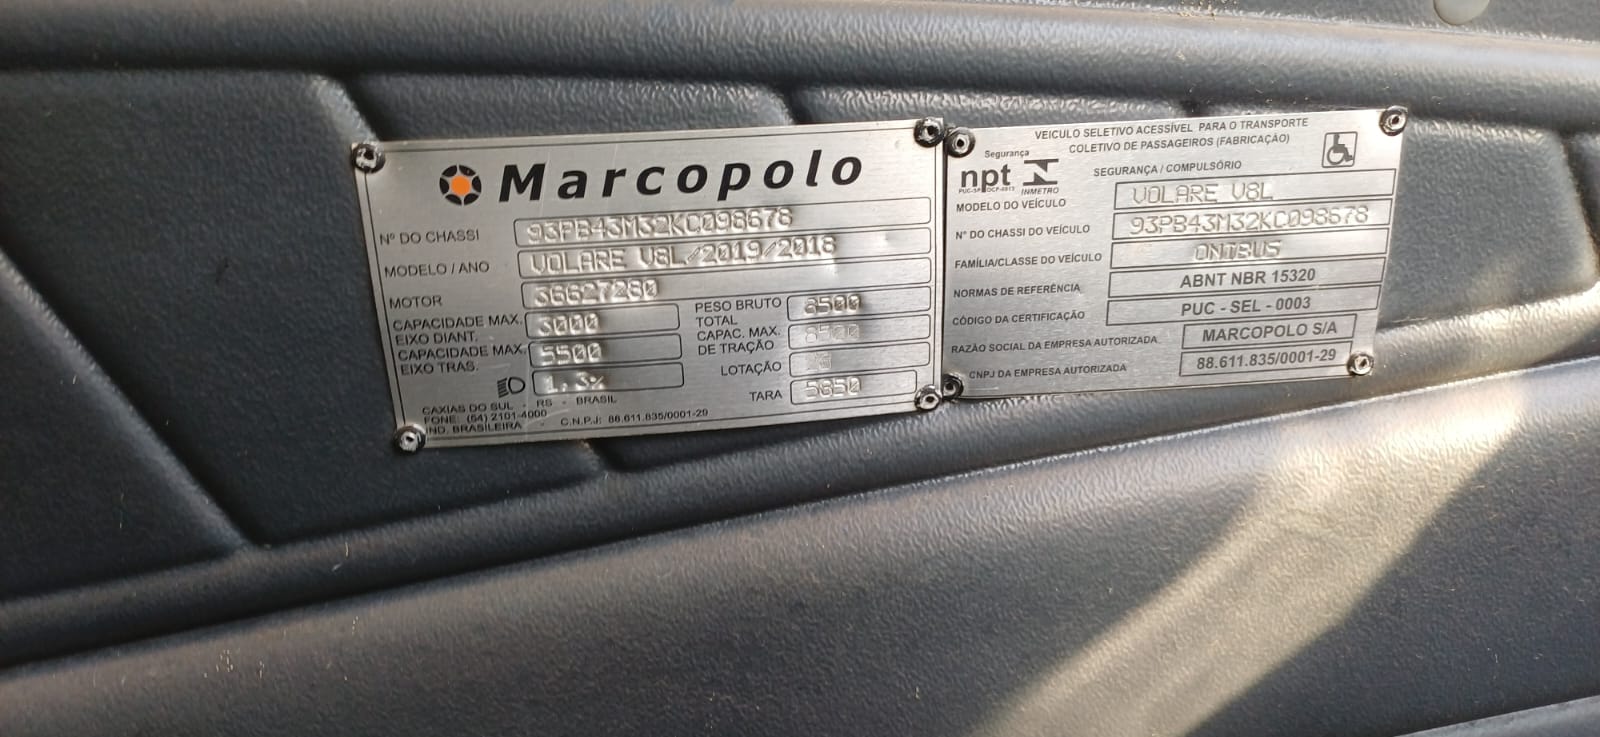 Marcopolo
Nº DO CHASSI 93PB43M32KC098678
MODELO / ANO VOLARE V8L/2019/2018
MOTOR 36627280
CAPACIDADE MAX. EIXO DIANT. 3000
CAPACIDADE MAX. EIXO TRAS. 5500
1.3%
PESO BRUTO TOTAL 8500
CAPAC. MAX. DE TRAÇÃO 8500
LOTAÇÃO
TARA 5850
CAXIAS DO SUL - RS - BRASIL
FONE: (54) 2101-4000
IND. BRASILEIRA - C.N.P.J: 88.611.835/0001-29
VEICULO SELETIVO ACESSÍVEL PARA O TRANSPORTE
COLETIVO DE PASSAGEIROS (FABRICAÇÃO)
Segurança
npt
INMETRO
SEGURANÇA / COMPULSÓRIO
MODELO DO VEÍCULO VOLARE V8L
Nº DO CHASSI DO VEÍCULO 93PB43M32KC098678
FAMÍLIA/CLASSE DO VEÍCULO ONIBUS
NORMAS DE REFERÊNCIA ABNT NBR 15320
CÓDIGO DA CERTIFICAÇÃO PUC - SEL - 0003
RAZÃO SOCIAL DA EMPRESA AUTORIZADA MARCOPOLO S/A
CNPJ DA EMPRESA AUTORIZADA 88.611.835/0001-29